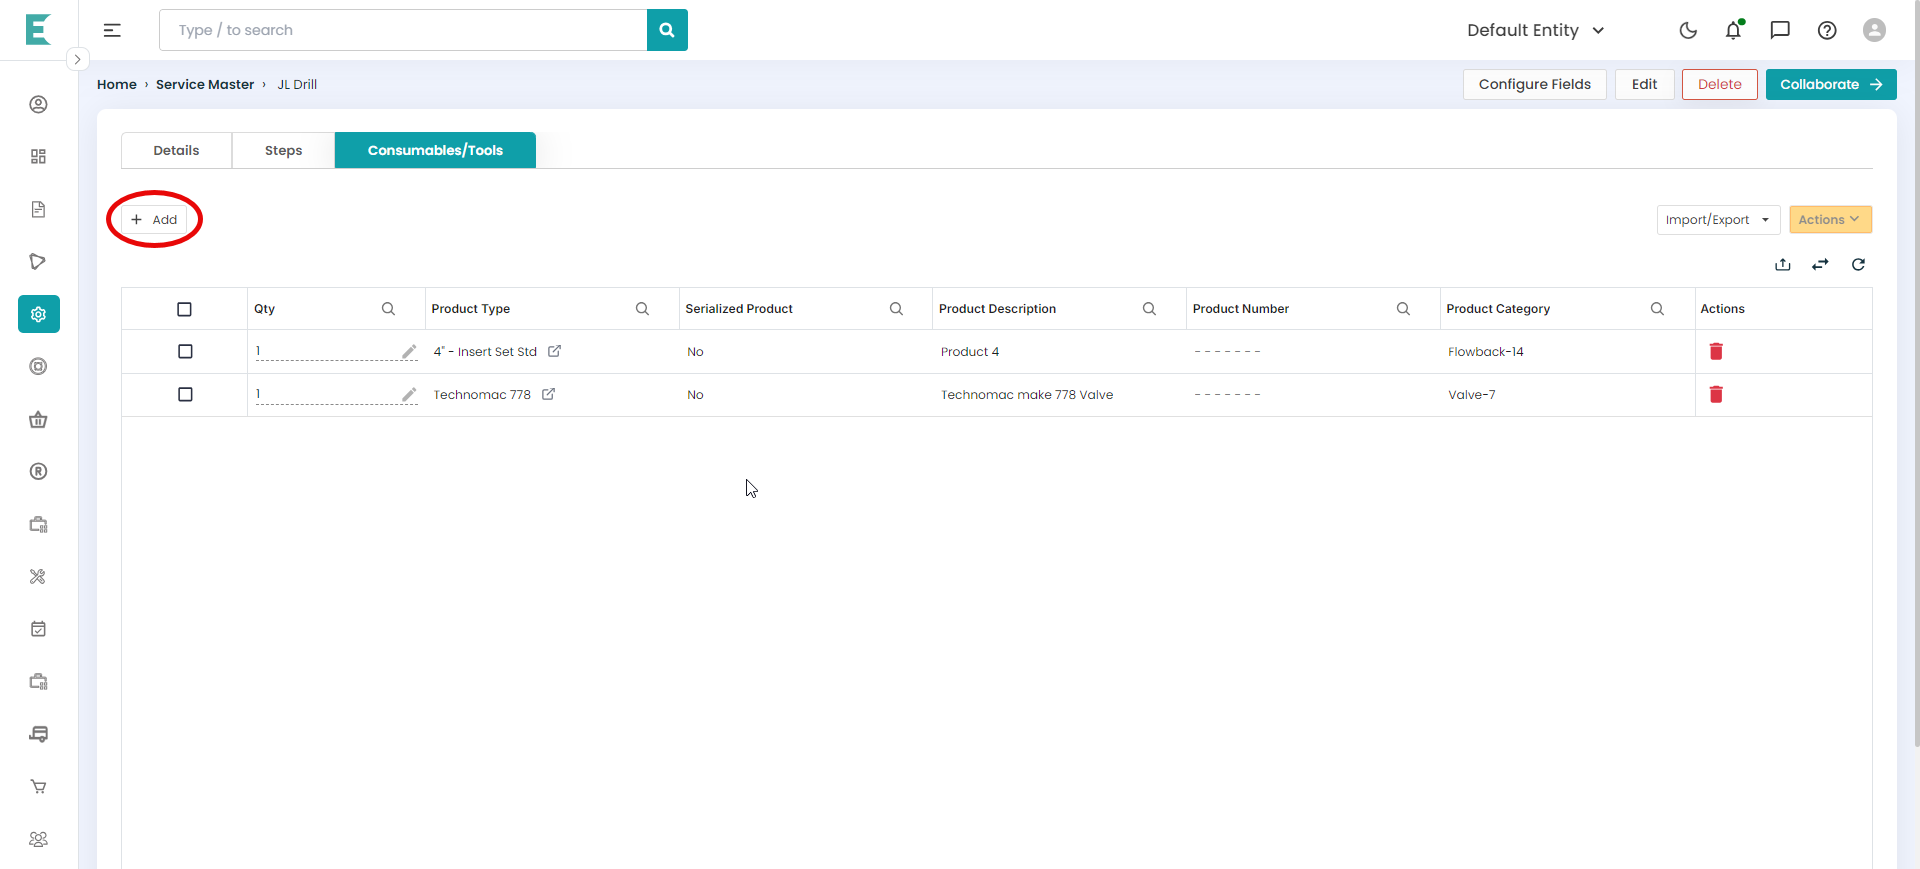 Type / to search
Default Entity
Home › Service Master › JL Drill
Configure Fields
Edit
Delete
Collaborate
Details
Steps
Consumables/Tools
+ Add
Import/Export
Actions
Qty
Product Type
Serialized Product
Product Description
Product Number
Product Category
Actions
1
4" - Insert Set Std
No
Product 4
-------
Flowback-14
1
Technomac 778
No
Technomac make 778 Valve
-------
Valve-7